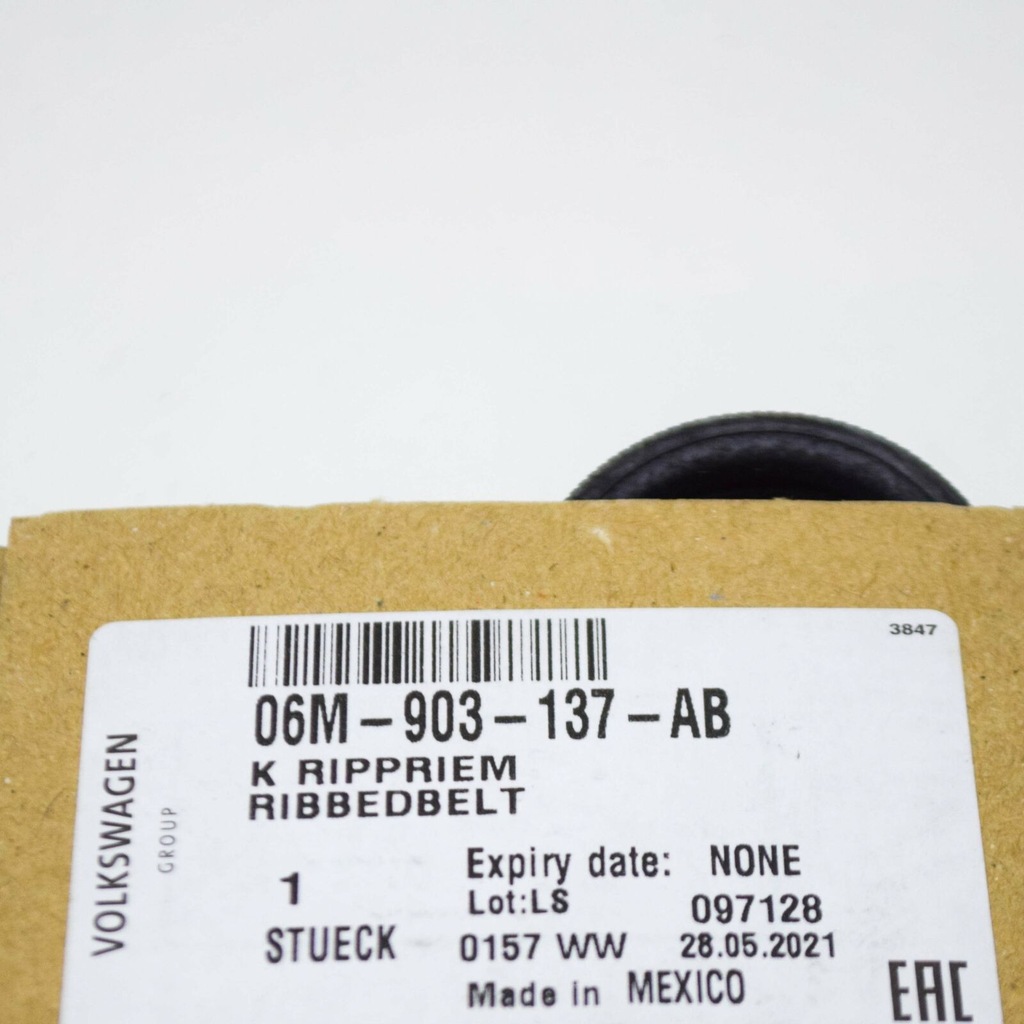 3847
06M-903-137-AB
K RIPPRIEM
RIBBEDBELT
VOLKSWAGEN
GROUP
1
STUECK
Expiry date: NONE
Lot:LS 097128
0157 WW 28.05.2021
Made in MEXICO
EAC